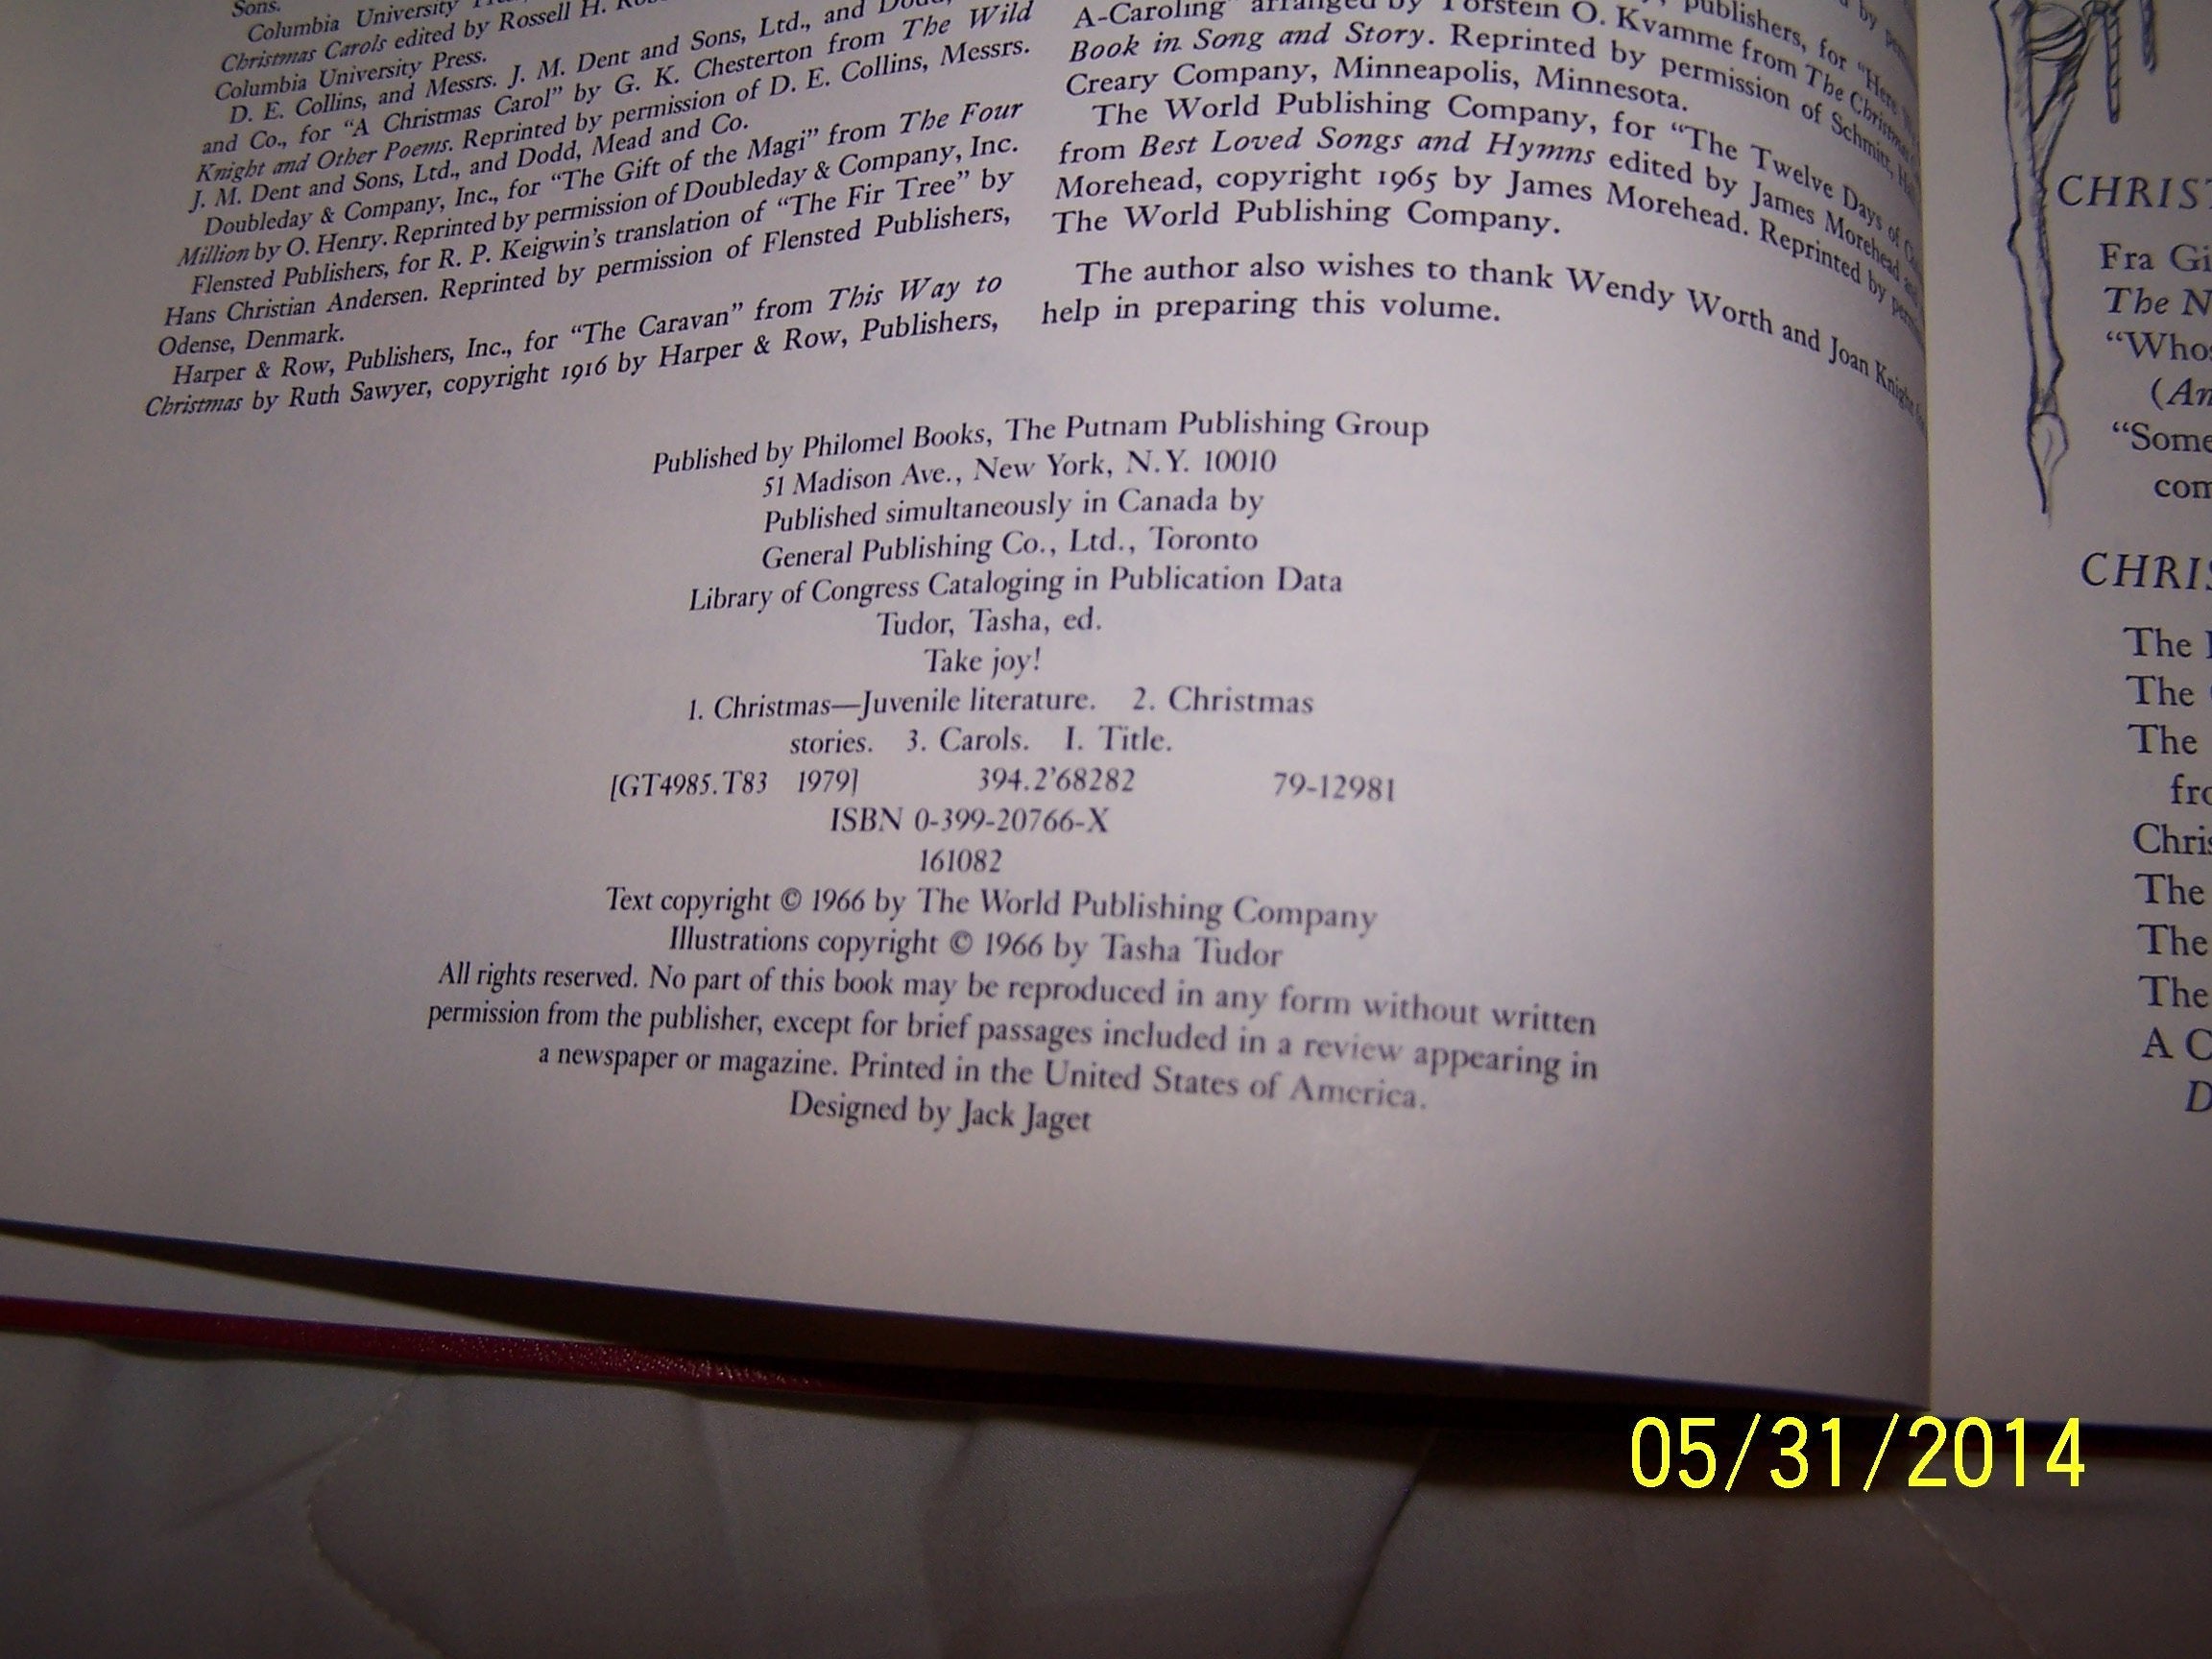 Sons.
Columbia University
Christmas Carols edited by Rossell H.
Columbia University Press.
D. E. Collins, and Messrs. J. M. Dent and Sons, Ltd., and
and Co., for "A Christmas Carol" by G. K. Chesterton from The Wild
Knight and Other Poems. Reprinted by permission of D. E. Collins, Messrs.
J. M. Dent and Sons, Ltd., and Dodd, Mead and Co.
Doubleday & Company, Inc., for "The Gift of the Magi" from The Four
Million by O. Henry. Reprinted by permission of Doubleday & Company, Inc.
Flensted Publishers, for R. P. Keigwin's translation of "The Fir Tree" by
Hans Christian Andersen. Reprinted by permission of Flensted Publishers,
Odense, Denmark.
Harper & Row, Publishers, Inc., for "The Caravan" from This Way to
Christmas by Ruth Sawyer, copyright 1916 by Harper & Row, Publishers,
publishers, for "Here
A-Caroling" arranged by Torstein O. Kvamme from The Christmas
Book in Song and Story. Reprinted by permission of Schmitt, Hall
Creary Company, Minneapolis, Minnesota.
The World Publishing Company, for "The Twelve Days of
from Best Loved Songs and Hymns edited by James Morehead and
Morehead, copyright 1965 by James Morehead. Reprinted by
The World Publishing Company.
The author also wishes to thank Wendy Worth and Joan Knight
help in preparing this volume.
Published by Philomel Books, The Putnam Publishing Group
51 Madison Ave., New York, N.Y. 10010
Published simultaneously in Canada by
General Publishing Co., Ltd., Toronto
Library of Congress Cataloging in Publication Data
Tudor, Tasha, ed.
Take joy!
1. Christmas—Juvenile literature. 2. Christmas
stories. 3. Carols. I. Title.
[GT4985.T83 1979] 394.2'68282 79-12981
ISBN 0-399-20766-X
161082
Text copyright © 1966 by The World Publishing Company
Illustrations copyright © 1966 by Tasha Tudor
All rights reserved. No part of this book may be reproduced in any form without written
permission from the publisher, except for brief passages included in a review appearing in
a newspaper or magazine. Printed in the United States of America.
Designed by Jack Jaget
CHRIST
Fra Gi
The N
"Whos
(An
"Some
com
CHRIS
The
The
The
fro
Chris
The
The
The
A C
D
05/31/2014